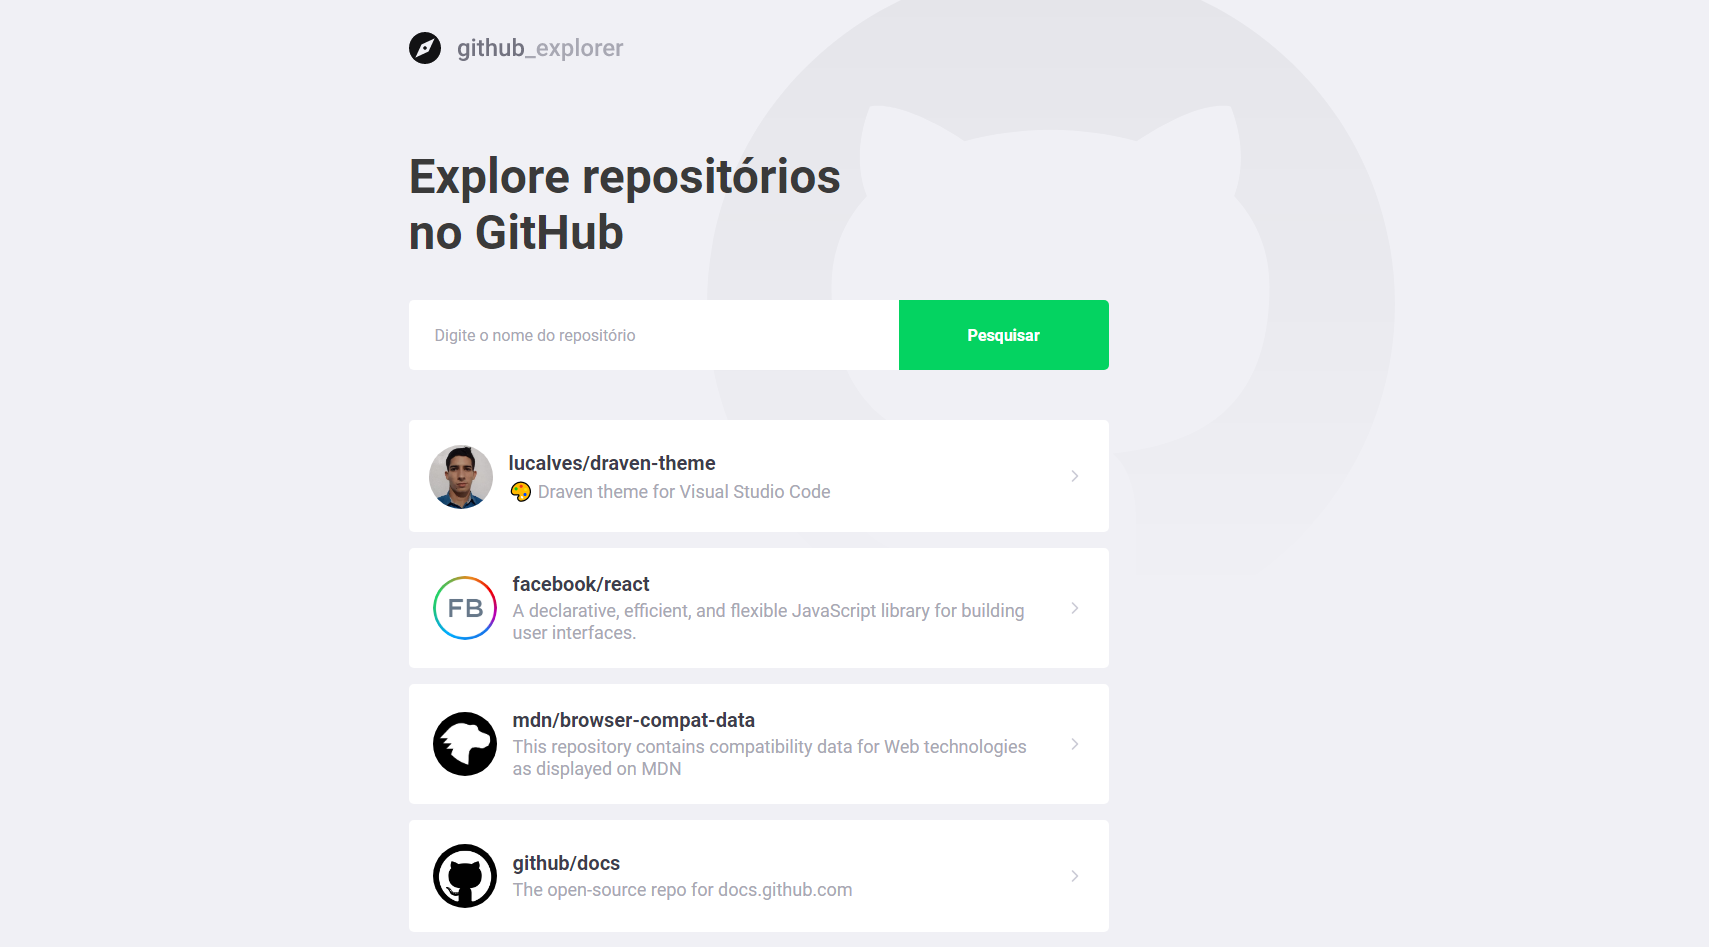 github_explorer
Explore repositórios
no GitHub
Digite o nome do repositório
Pesquisar
lucalves/draven-theme
🎨 Draven theme for Visual Studio Code
FB
facebook/react
A declarative, efficient, and flexible JavaScript library for building
user interfaces.
mdn/browser-compat-data
This repository contains compatibility data for Web technologies
as displayed on MDN
github/docs
The open-source repo for docs.github.com